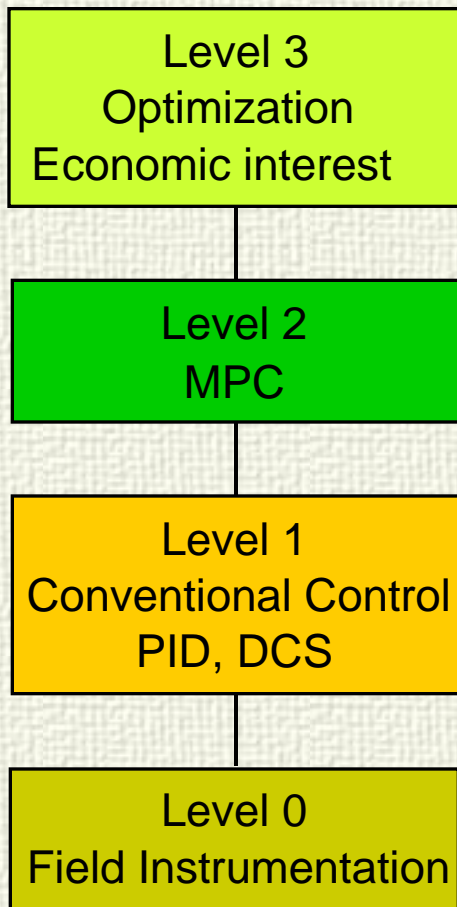 Level 3
Optimization
Economic interest
Level 2
MPC
Level 1
Conventional Control
PID, DCS
Level 0
Field Instrumentation